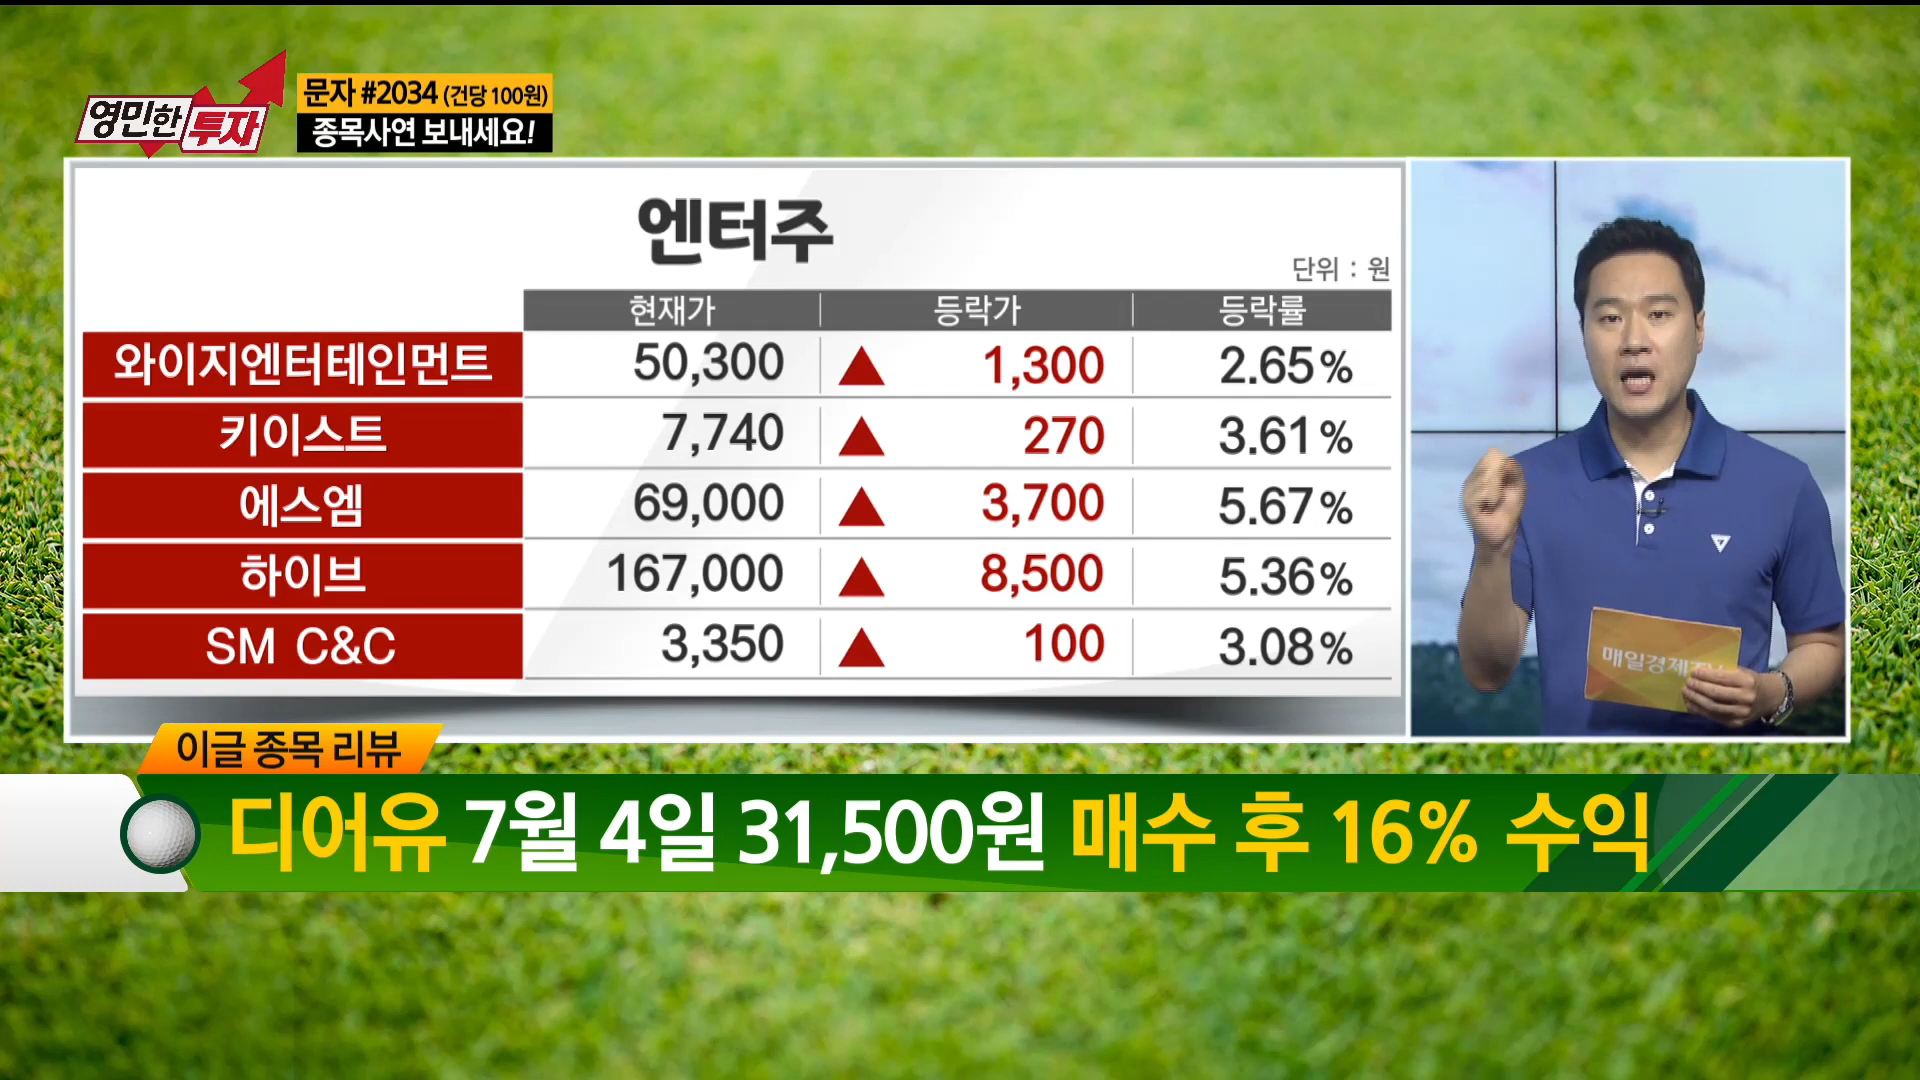 영민한 투자
문자 #2034 (건당 100원)
종목사연 보내세요!
엔터주
단위 : 원
현재가 등락가 등락률
와이지엔터테인먼트 50,300 ▲ 1,300 2.65%
키이스트 7,740 ▲ 270 3.61%
에스엠 69,000 ▲ 3,700 5.67%
하이브 167,000 ▲ 8,500 5.36%
SM C&C 3,350 ▲ 100 3.08%
매일경제
이글 종목 리뷰
디어유 7월 4일 31,500원 매수 후 16% 수익